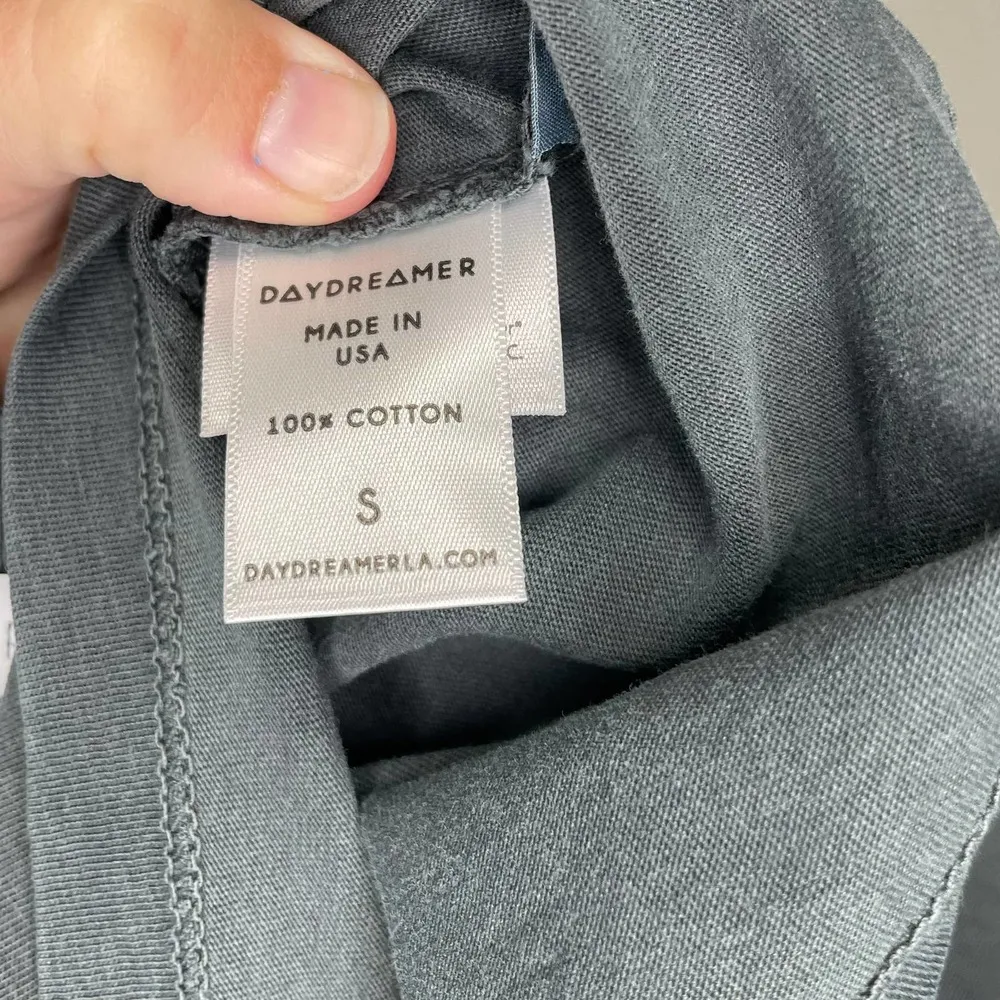 DAYDREAMER
MADE IN
USA
100% COTTON
S
DAYDREAMERLA.COM